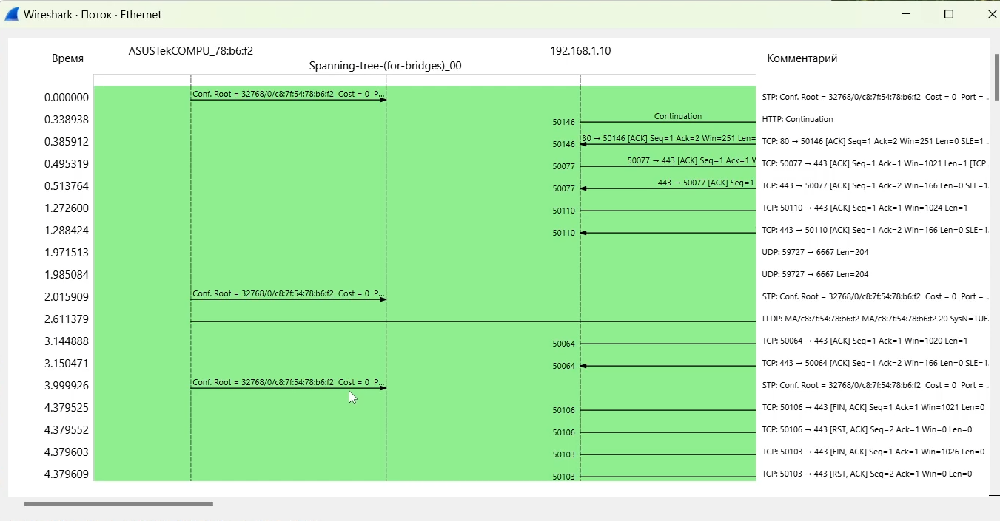 Wireshark · Поток · Ethernet
Время
ASUSTekCOMPU_78:b6:f2
Spanning-tree-(for-bridges)_00
192.168.1.10
Комментарий
0.000000 Conf. Root = 32768/0/c8:7f:54:78:b6:f2 Cost = 0 P... STP: Conf. Root = 32768/0/c8:7f:54:78:b6:f2 Cost = 0 Port = ..
0.338938 50146 Continuation HTTP: Continuation
0.385912 50146 80 → 50146 [ACK] Seq=1 Ack=2 Win=251 Len= TCP: 80 → 50146 [ACK] Seq=1 Ack=2 Win=251 Len=0 SLE=1 ..
0.495319 50077 50077 → 443 [ACK] Seq=1 Ack=1 W TCP: 50077 → 443 [ACK] Seq=1 Ack=1 Win=1021 Len=1 [TCP
0.513764 50077 443 → 50077 [ACK] Seq=1 TCP: 443 → 50077 [ACK] Seq=1 Ack=2 Win=166 Len=0 SLE=1.
1.272600 50110 TCP: 50110 → 443 [ACK] Seq=1 Ack=1 Win=1024 Len=1
1.288424 50110 TCP: 443 → 50110 [ACK] Seq=1 Ack=2 Win=166 Len=0 SLE=1.
1.971513 UDP: 59727 → 6667 Len=204
1.985084 UDP: 59727 → 6667 Len=204
2.015909 Conf. Root = 32768/0/c8:7f:54:78:b6:f2 Cost = 0 P... STP: Conf. Root = 32768/0/c8:7f:54:78:b6:f2 Cost = 0 Port = ..
2.611379 LLDP: MA/c8:7f:54:78:b6:f2 MA/c8:7f:54:78:b6:f2 20 SysN=TUF.
3.144888 50064 TCP: 50064 → 443 [ACK] Seq=1 Ack=1 Win=1020 Len=1
3.150471 50064 TCP: 443 → 50064 [ACK] Seq=1 Ack=2 Win=166 Len=0 SLE=1.
3.999926 Conf. Root = 32768/0/c8:7f:54:78:b6:f2 Cost = 0 P... STP: Conf. Root = 32768/0/c8:7f:54:78:b6:f2 Cost = 0 Port = ..
4.379525 50106 TCP: 50106 → 443 [FIN, ACK] Seq=1 Ack=1 Win=1021 Len=0
4.379552 50106 TCP: 50106 → 443 [RST, ACK] Seq=2 Ack=1 Win=0 Len=0
4.379603 50103 TCP: 50103 → 443 [FIN, ACK] Seq=1 Ack=1 Win=1026 Len=0
4.379609 50103 TCP: 50103 → 443 [RST, ACK] Seq=2 Ack=1 Win=0 Len=0